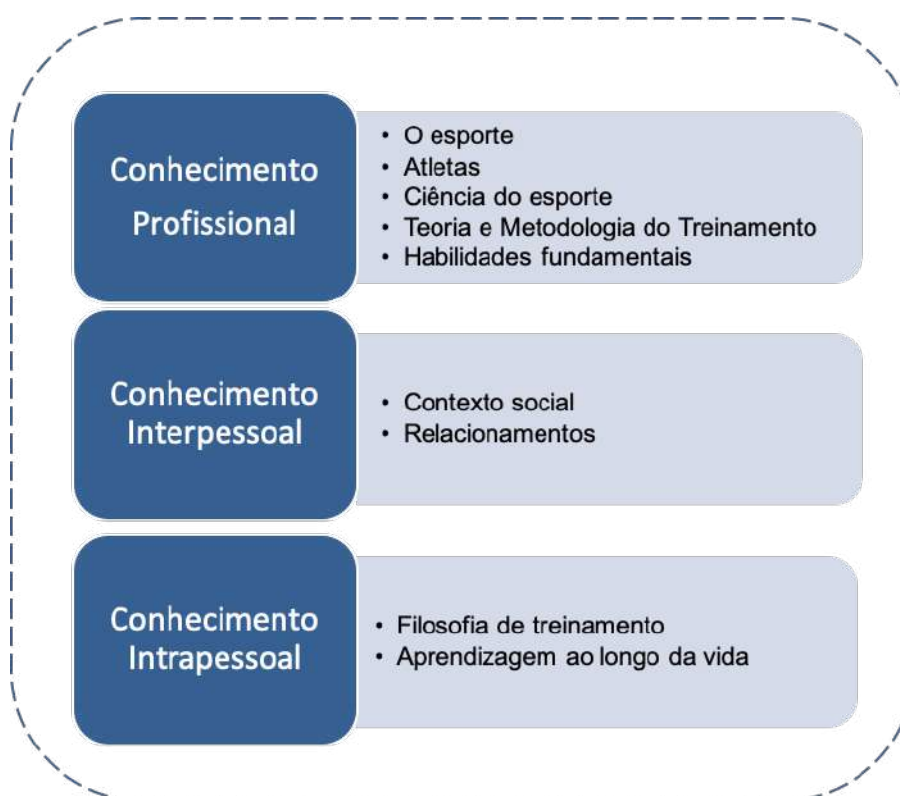 Conhecimento
Profissional
• O esporte
• Atletas
• Ciência do esporte
• Teoria e Metodologia do Treinamento
• Habilidades fundamentais
Conhecimento
Interpessoal
• Contexto social
• Relacionamentos
Conhecimento
Intrapessoal
• Filosofia de treinamento
• Aprendizagem ao longo da vida